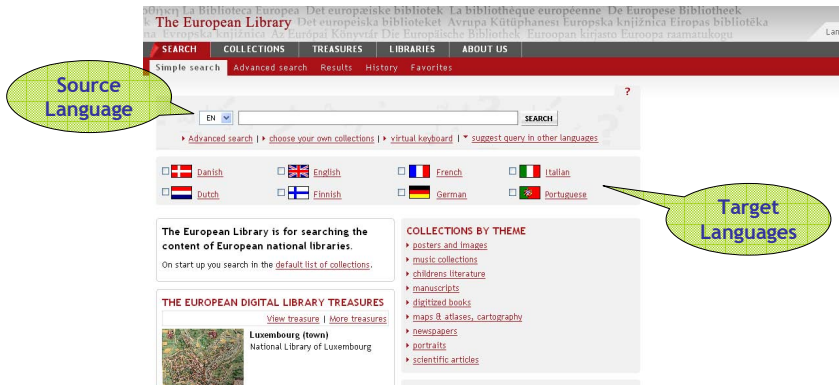 La Biblioteca Europea Det europæiske bibliotek La bibliothèque européenne De Europese Bibliotheek
The European Library Det europeiska biblioteket Avrupa Kütüphanesi Europska knjižnica Eiropas bibliotēka
Evropská knihovna Az Európai Könyvtár Die Europäische Bibliothek Euroopan kirjasto Euroopa raamatukogu
SEARCH COLLECTIONS TREASURES LIBRARIES ABOUT US
Simple search Advanced search Results History Favorites
?
Source
Language
EN SEARCH
Advanced search | choose your own collections | virtual keyboard | suggest query in other languages
Danish English French Italian
Dutch Finnish German Portuguese
Target
Languages
The European Library is for searching the
content of European national libraries.
On start up you search in the default list of collections.
THE EUROPEAN DIGITAL LIBRARY TREASURES
View treasure | More treasures
Luxembourg (town)
National Library of Luxembourg
COLLECTIONS BY THEME
posters and images
music collections
childrens literature
manuscripts
digitized books
maps & atlases, cartography
newspapers
portraits
scientific articles